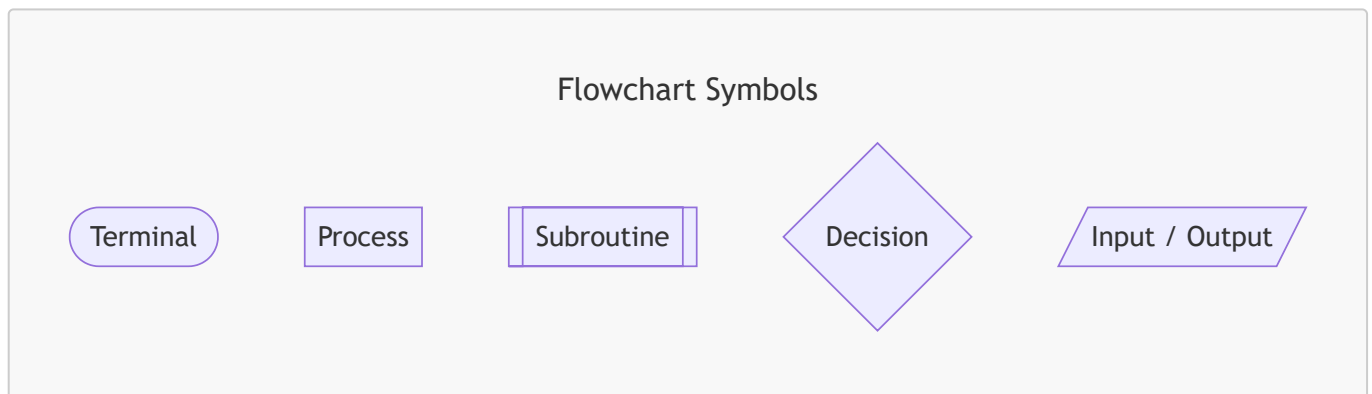 Flowchart Symbols
Terminal
Process
Subroutine
Decision
Input / Output